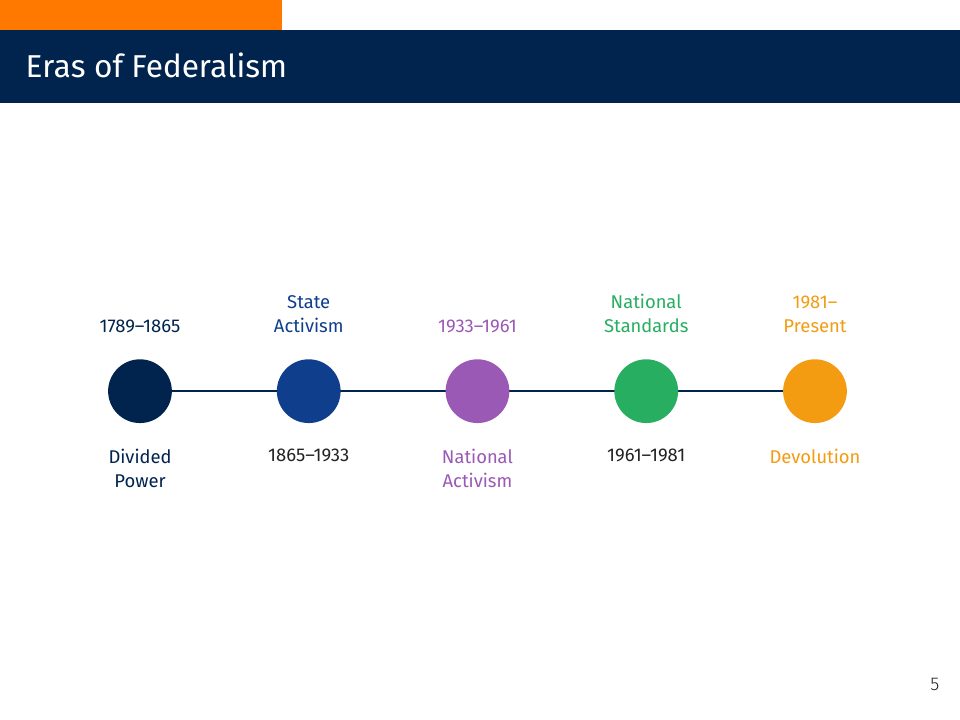 Eras of Federalism
1789–1865
State
Activism
1933–1961
National
Standards
1981–
Present
Divided
Power
1865–1933
National
Activism
1961–1981
Devolution
5